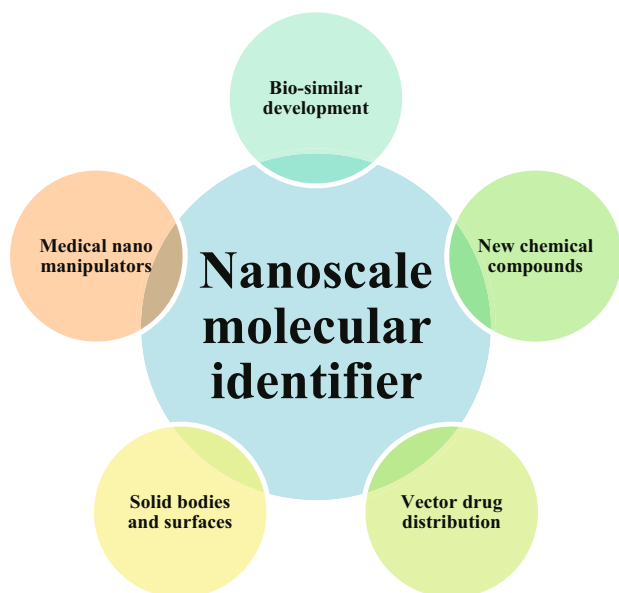 Bio-similar
development
Medical nano
manipulators
New chemical
compounds
Nanoscale
molecular
identifier
Solid bodies
and surfaces
Vector drug
distribution